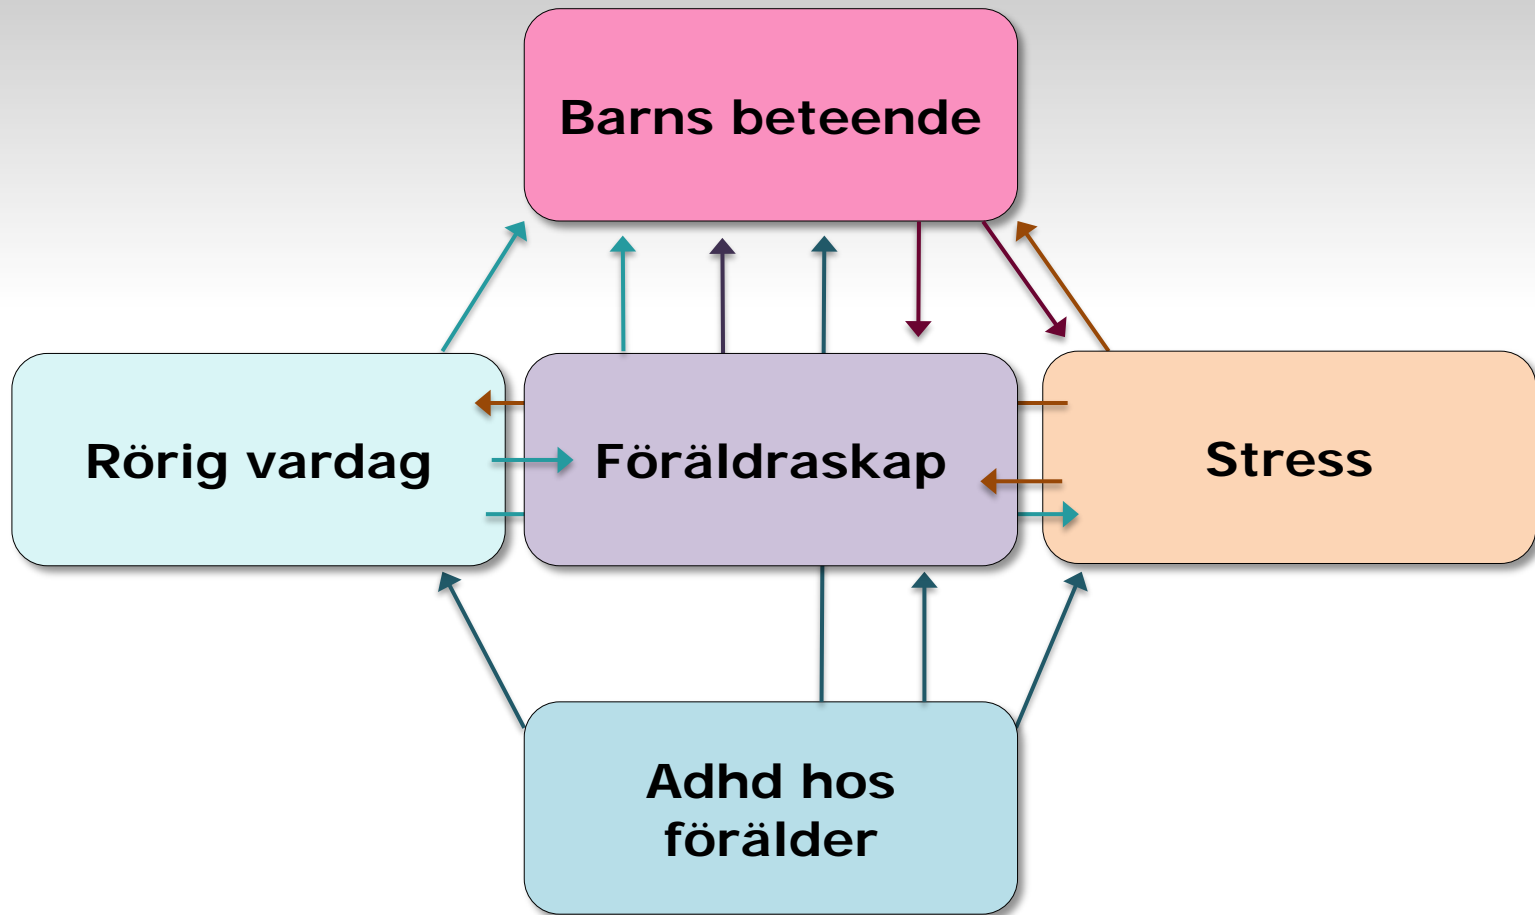 Barns beteende
Rörig vardag
Föräldraskap
Stress
Adhd hos
förälder